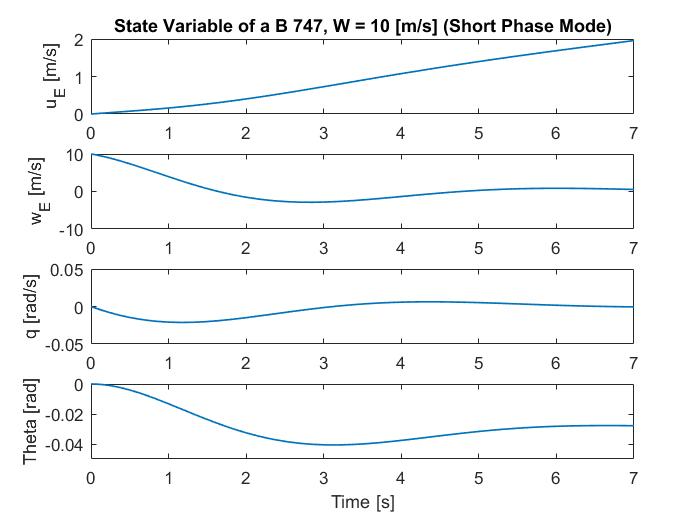 State Variable of a B 747, W = 10 [m/s] (Short Phase Mode)
u_E [m/s]
2
1
0
0 1 2 3 4 5 6 7
w_E [m/s]
10
0
-10
0 1 2 3 4 5 6 7
q [rad/s]
0.05
0
-0.05
0 1 2 3 4 5 6 7
Theta [rad]
0
-0.02
-0.04
0 1 2 3 4 5 6 7
Time [s]